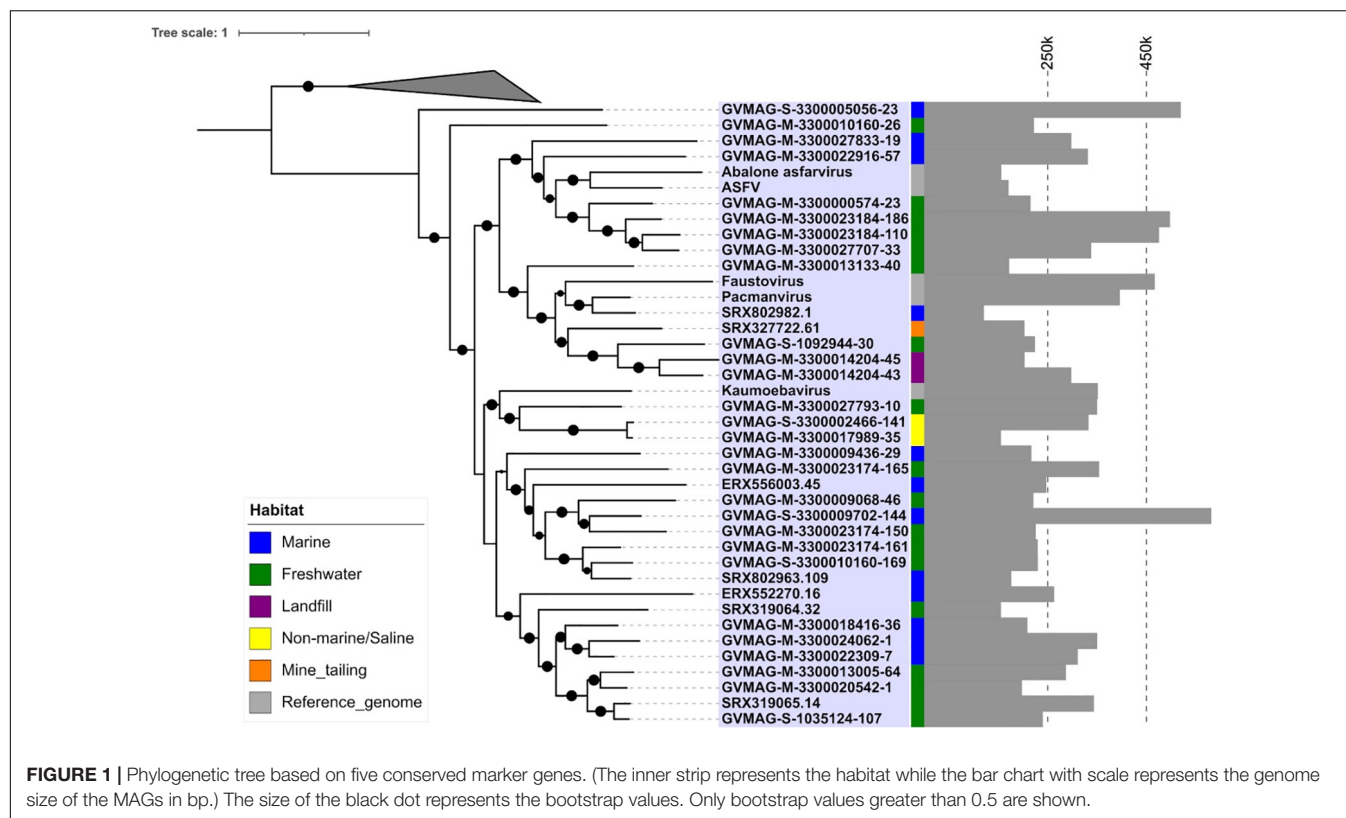 Tree scale: 1
250k
450k
GVMAG-S-3300005056-23
GVMAG-M-3300010160-26
GVMAG-M-3300027833-19
GVMAG-M-3300022916-57
Abalone asfarvirus
ASFV
GVMAG-M-3300000574-23
GVMAG-M-3300023184-186
GVMAG-M-3300023184-110
GVMAG-M-3300027707-33
GVMAG-M-3300013133-40
Faustovirus
Pacmanvirus
SRX802982.1
SRX327722.61
GVMAG-S-1092944-30
GVMAG-M-3300014204-45
GVMAG-M-3300014204-43
Kaumoebavirus
GVMAG-M-3300027793-10
GVMAG-S-3300002466-141
GVMAG-M-3300017989-35
GVMAG-M-3300009436-29
GVMAG-M-3300023174-165
ERX556003.45
GVMAG-M-3300009068-46
GVMAG-S-3300009702-144
GVMAG-M-3300023174-150
GVMAG-M-3300023174-161
GVMAG-S-3300010160-169
SRX802963.109
ERX552270.16
SRX319064.32
GVMAG-M-3300018416-36
GVMAG-M-3300024062-1
GVMAG-M-3300022309-7
GVMAG-M-3300013005-64
GVMAG-M-3300020542-1
SRX319065.14
GVMAG-S-1035124-107
Habitat
Marine
Freshwater
Landfill
Non-marine/Saline
Mine_tailing
Reference_genome
FIGURE 1 | Phylogenetic tree based on five conserved marker genes. (The inner strip represents the habitat while the bar chart with scale represents the genome
size of the MAGs in bp.) The size of the black dot represents the bootstrap values. Only bootstrap values greater than 0.5 are shown.